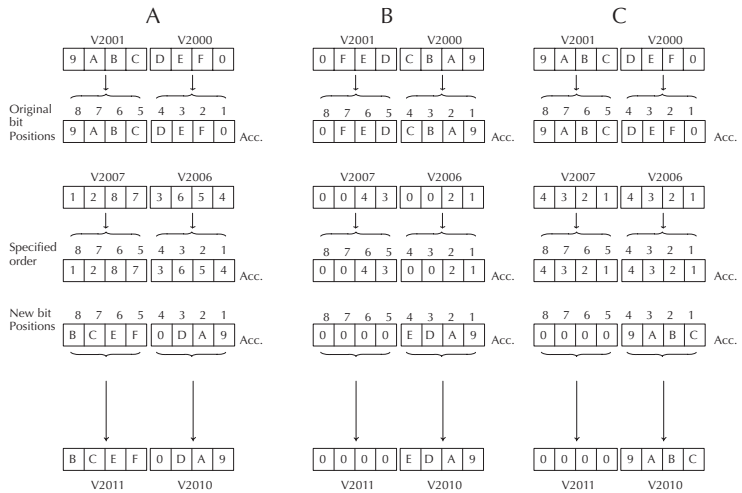 A B C
V2001 V2000 V2001 V2000 V2001 V2000
9 A B C D E F 0 0 F E D C B A 9 9 A B C D E F 0
Original bit Positions
8 7 6 5 4 3 2 1 8 7 6 5 4 3 2 1 8 7 6 5 4 3 2 1
9 A B C D E F 0 Acc. 0 F E D C B A 9 Acc. 9 A B C D E F 0 Acc.
V2007 V2006 V2007 V2006 V2007 V2006
1 2 8 7 3 6 5 4 0 0 4 3 0 0 2 1 4 3 2 1 4 3 2 1
Specified order
8 7 6 5 4 3 2 1 8 7 6 5 4 3 2 1 8 7 6 5 4 3 2 1
1 2 8 7 3 6 5 4 Acc. 0 0 4 3 0 0 2 1 Acc. 4 3 2 1 4 3 2 1 Acc.
New bit Positions
8 7 6 5 4 3 2 1 8 7 6 5 4 3 2 1 8 7 6 5 4 3 2 1
B C E F 0 D A 9 Acc. 0 0 0 0 E D A 9 Acc. 0 0 0 0 9 A B C Acc.
B C E F 0 D A 9 0 0 0 0 E D A 9 0 0 0 0 9 A B C
V2011 V2010 V2011 V2010 V2011 V2010